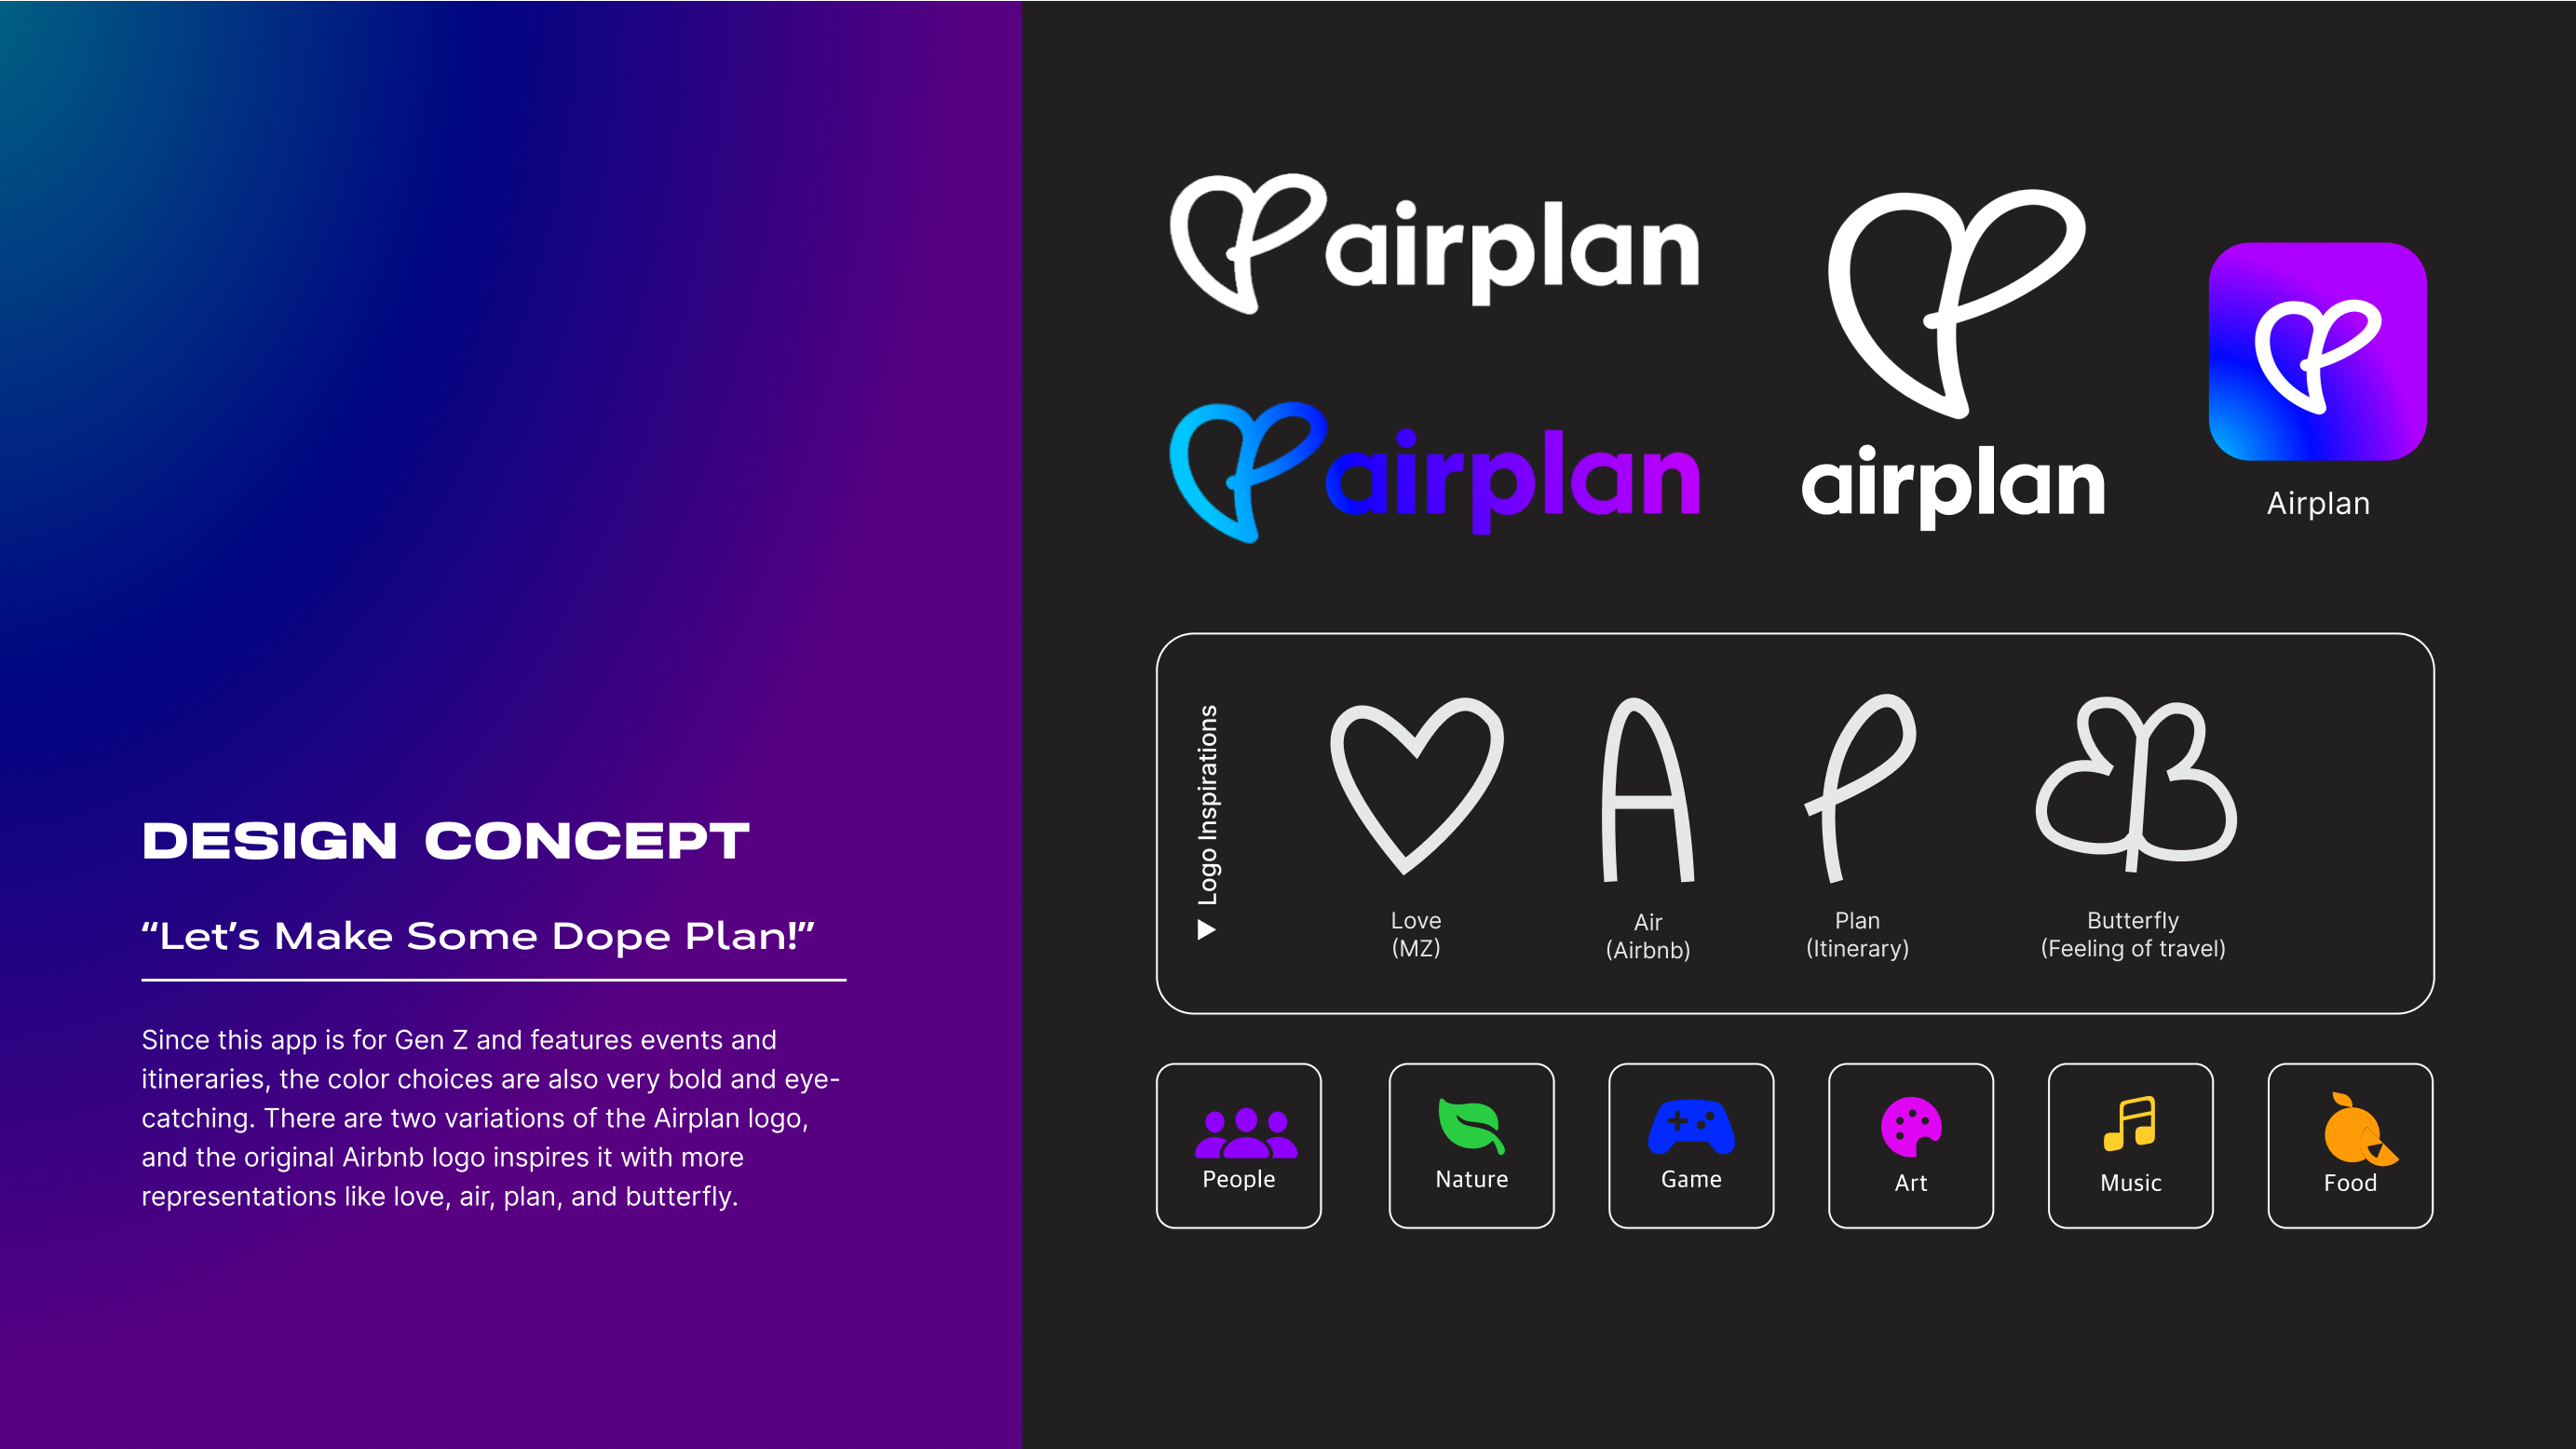 DESIGN CONCEPT
“Let’s Make Some Dope Plan!”
Since this app is for Gen Z and features events and
itineraries, the color choices are also very bold and eye-
catching. There are two variations of the Airplan logo,
and the original Airbnb logo inspires it with more
representations like love, air, plan, and butterfly.
airplan
airplan
airplan
Airplan
▶ Logo Inspirations
Love
(MZ)
Air
(Airbnb)
Plan
(Itinerary)
Butterfly
(Feeling of travel)
People
Nature
Game
Art
Music
Food